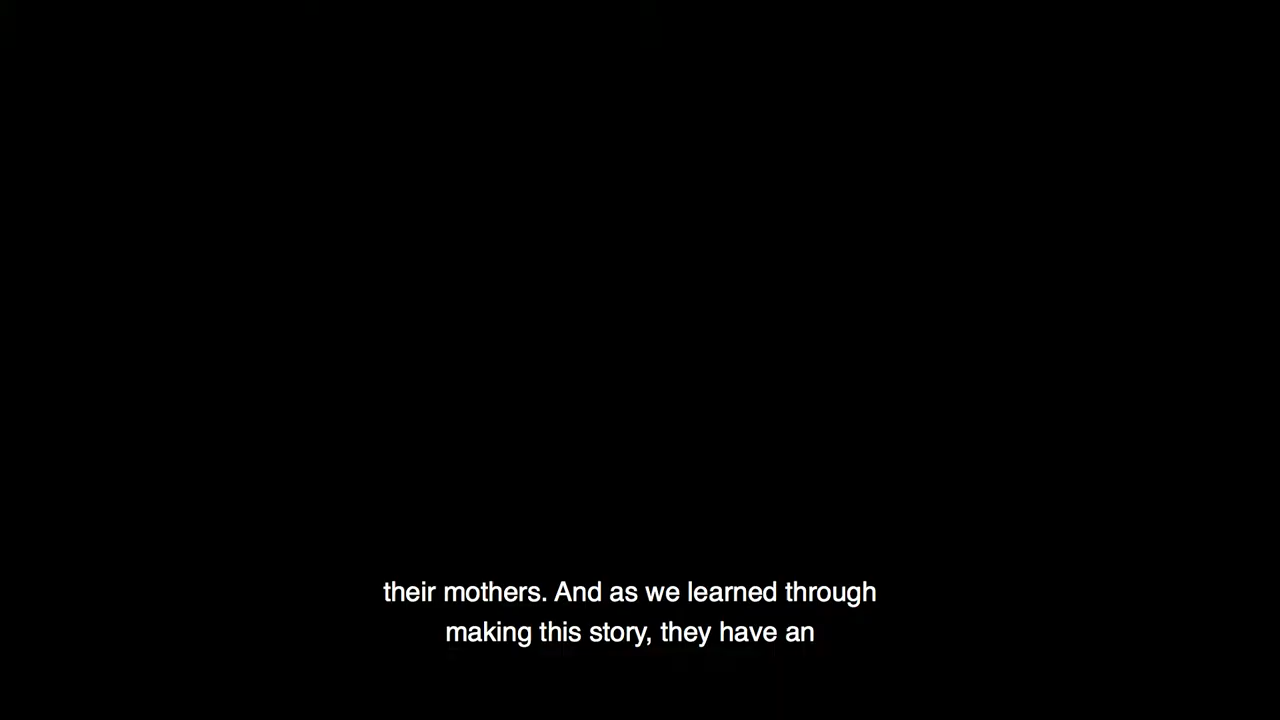 their mothers. And as we learned through
making this story, they have an